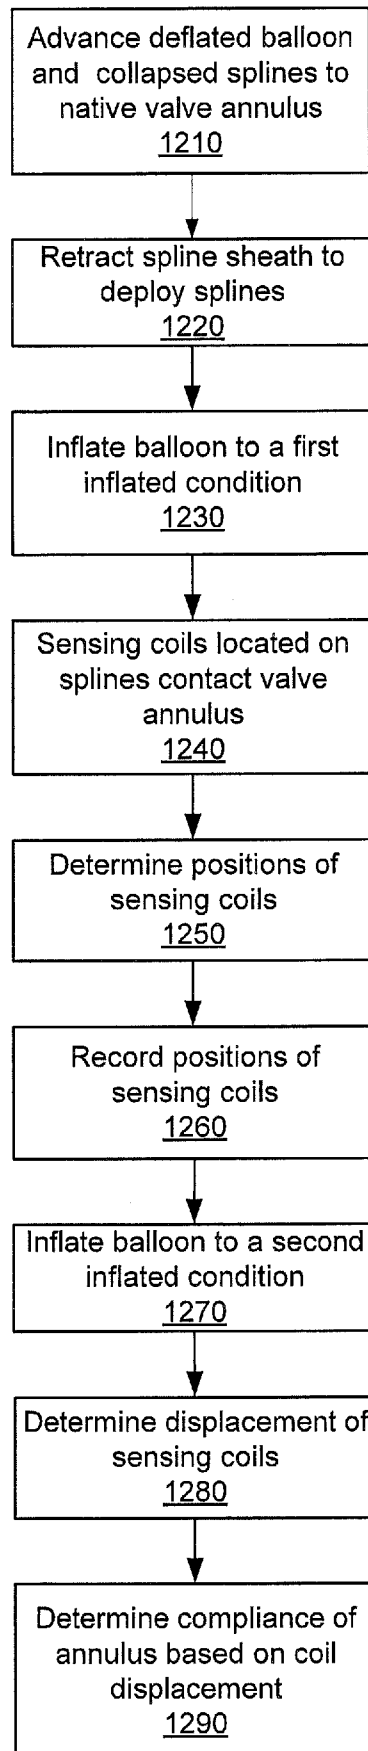 Advance deflated balloon
and collapsed splines to
native valve annulus
1210
Retract spline sheath to
deploy splines
1220
Inflate balloon to a first
inflated condition
1230
Sensing coils located on
splines contact valve
annulus
1240
Determine positions of
sensing coils
1250
Record positions of
sensing coils
1260
Inflate balloon to a second
inflated condition
1270
Determine displacement of
sensing coils
1280
Determine compliance of
annulus based on coil
displacement
1290